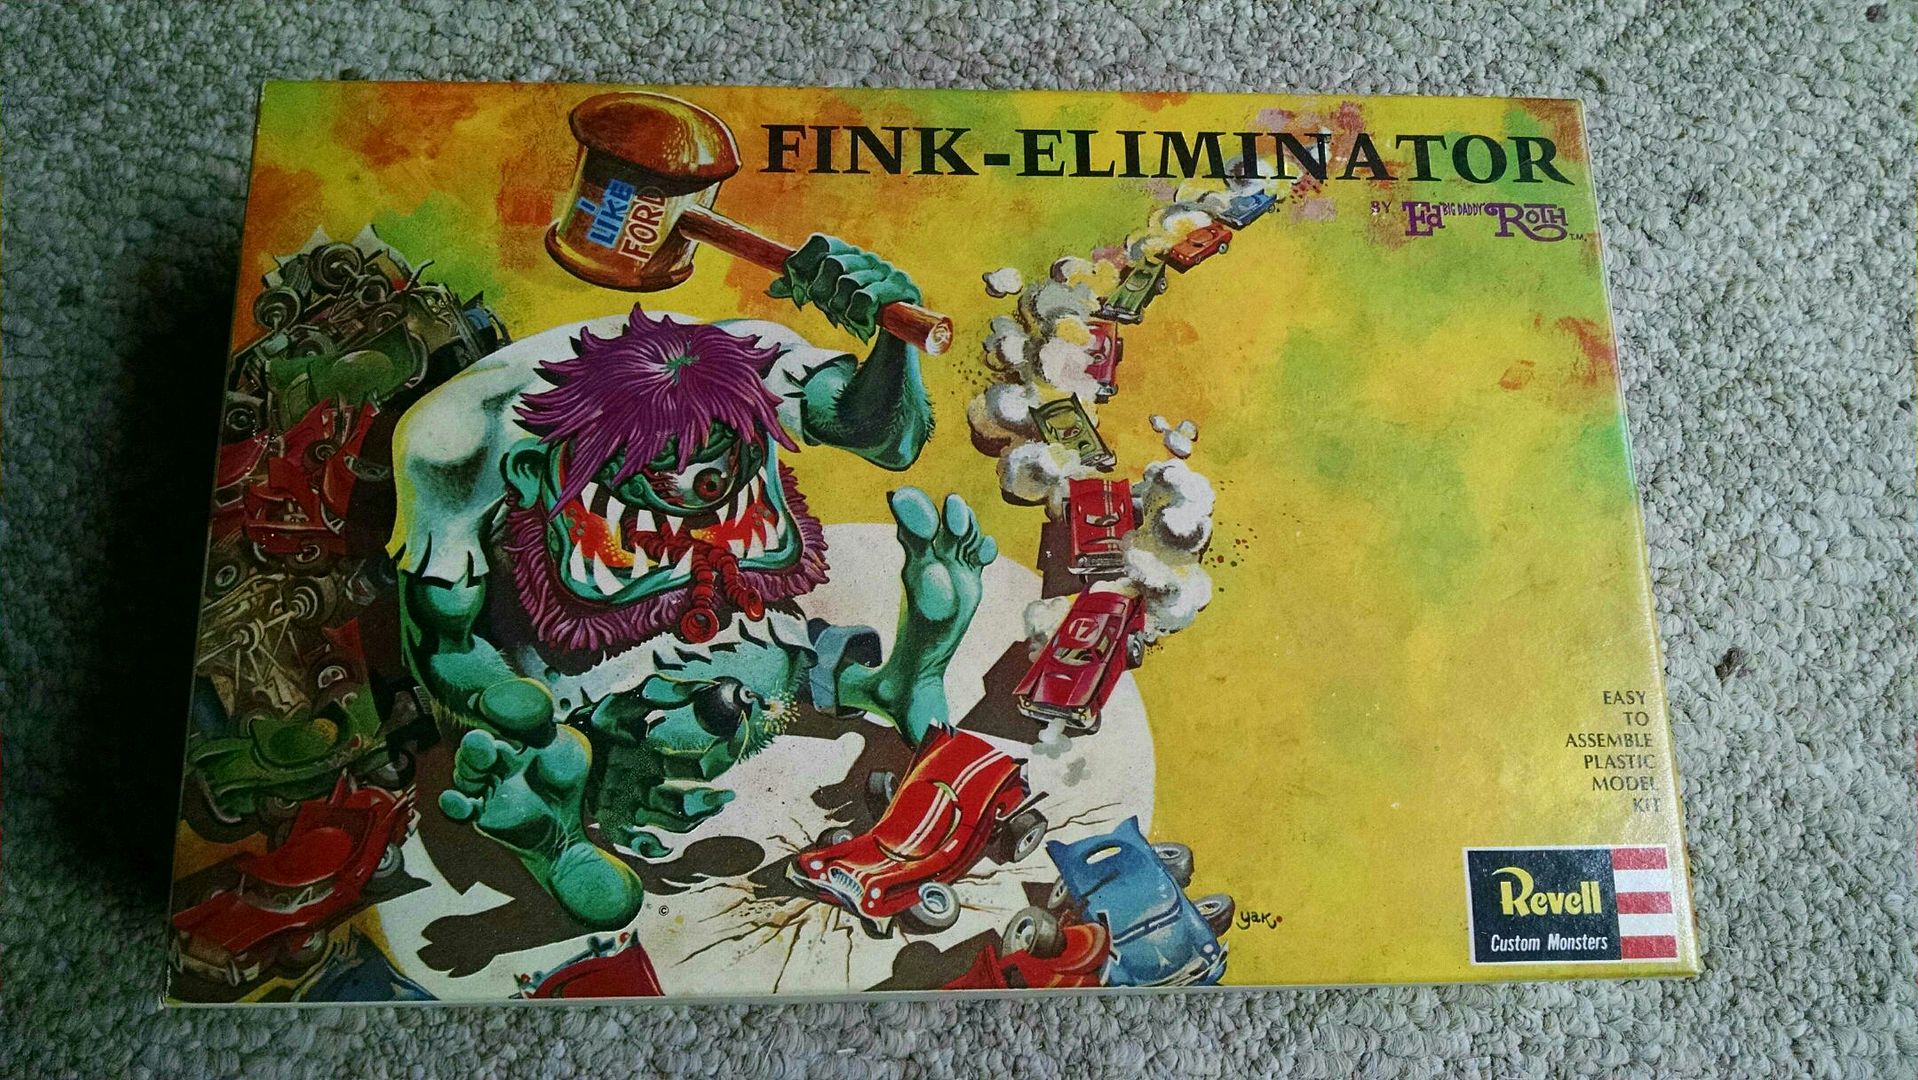 FINK-ELIMINATOR
BY Ed "BIG DADDY" ROTH T.M.
I
LIKE
FORD
17
EASY
TO
ASSEMBLE
PLASTIC
MODEL
KIT
©
yak
Revell
Custom Monsters